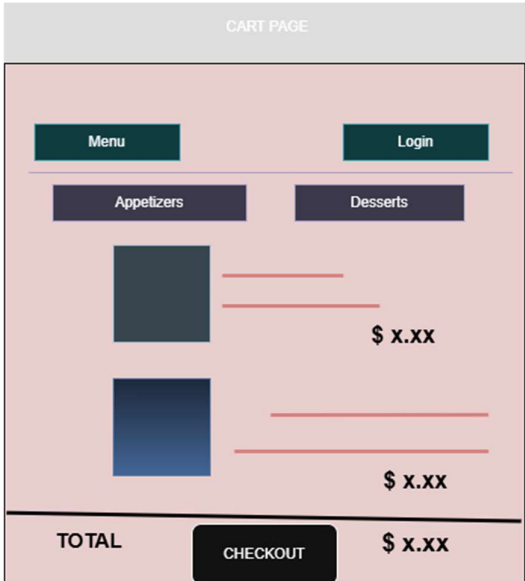 CART PAGE
Menu Login
Appetizers Desserts
$ x.xx
$ x.xx
TOTAL CHECKOUT $ x.xx